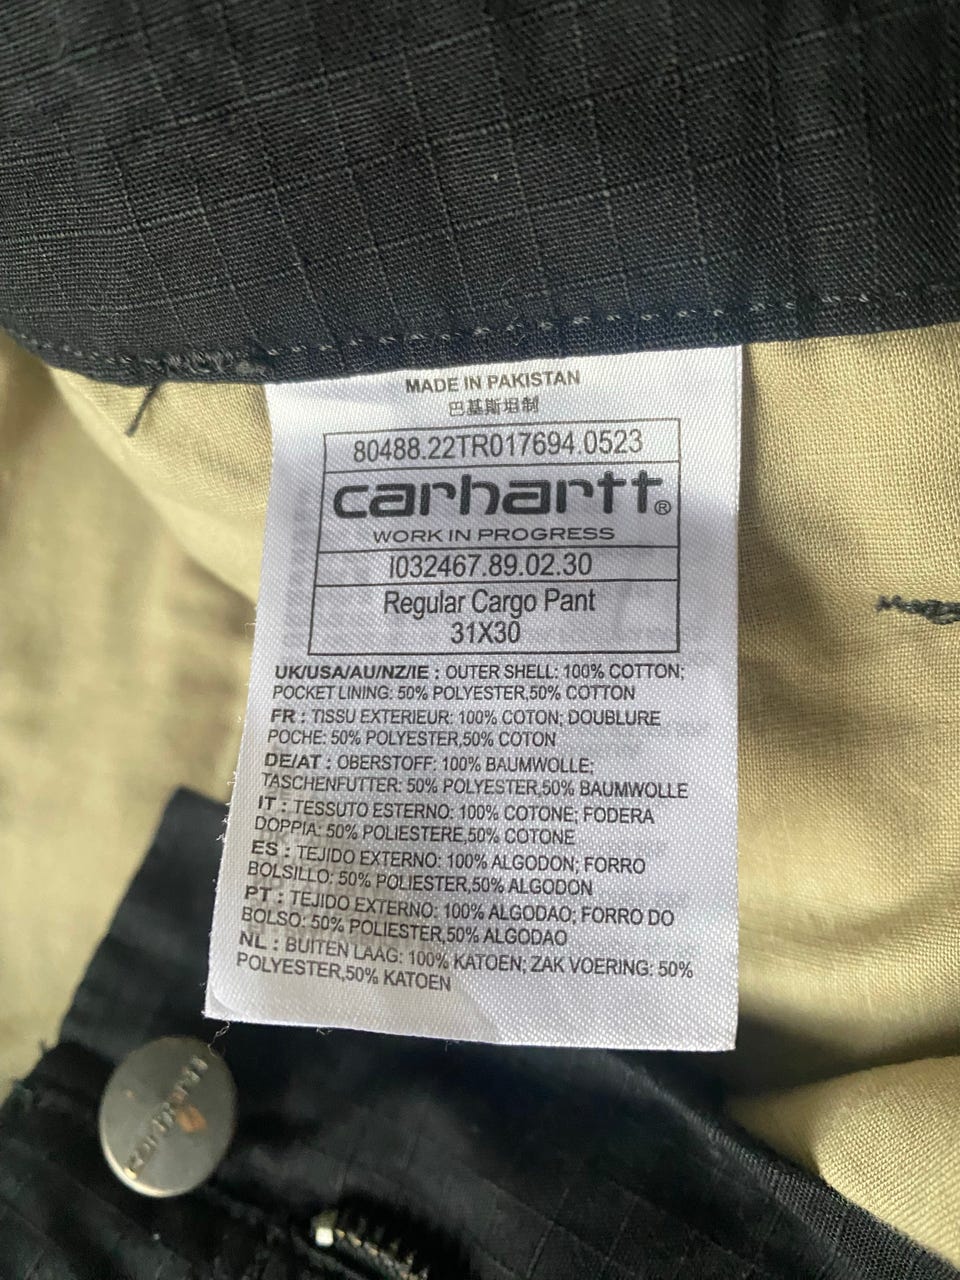 MADE IN PAKISTAN
巴基斯坦制
80488.22TR017694.0523
carhartt®
WORK IN PROGRESS
I032467.89.02.30
Regular Cargo Pant
31X30
UK/USA/AU/NZ/IE : OUTER SHELL: 100% COTTON;
POCKET LINING: 50% POLYESTER,50% COTTON
FR : TISSU EXTERIEUR: 100% COTON; DOUBLURE
POCHE: 50% POLYESTER,50% COTON
DE/AT : OBERSTOFF: 100% BAUMWOLLE;
TASCHENFUTTER: 50% POLYESTER,50% BAUMWOLLE
IT : TESSUTO ESTERNO: 100% COTONE; FODERA
DOPPIA: 50% POLIESTERE,50% COTONE
ES : TEJIDO EXTERNO: 100% ALGODON; FORRO
BOLSILLO: 50% POLIESTER,50% ALGODON
PT : TEJIDO EXTERNO: 100% ALGODAO; FORRO DO
BOLSO: 50% POLYESTER,50% ALGODAO
NL : BUITEN LAAG: 100% KATOEN; ZAK VOERING: 50%
POLYESTER,50% KATOEN
carhartt